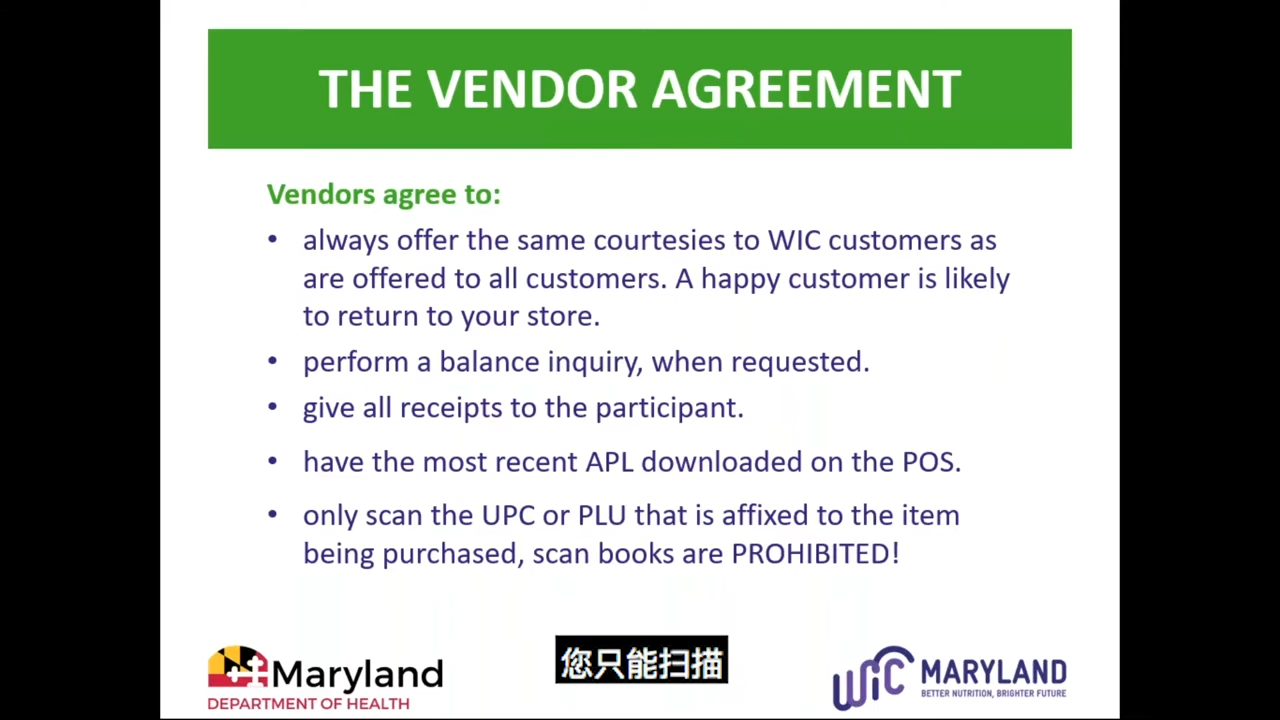 THE VENDOR AGREEMENT
Vendors agree to:
• always offer the same courtesies to WIC customers as
are offered to all customers. A happy customer is likely
to return to your store.
• perform a balance inquiry, when requested.
• give all receipts to the participant.
• have the most recent APL downloaded on the POS.
• only scan the UPC or PLU that is affixed to the item
being purchased, scan books are PROHIBITED!
您只能扫描
Maryland
DEPARTMENT OF HEALTH
WIC MARYLAND
BETTER NUTRITION, BRIGHTER FUTURE